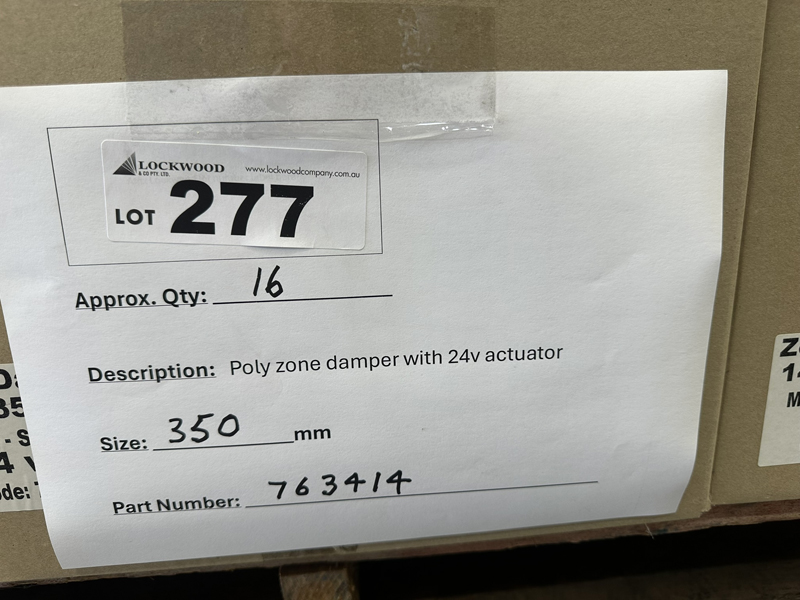 LOCKWOOD
& CO PTY. LTD.
www.lockwoodcompany.com.au
LOT 277
Approx. Qty: 16
Description: Poly zone damper with 24v actuator
Size: 350 mm
Part Number: 763414